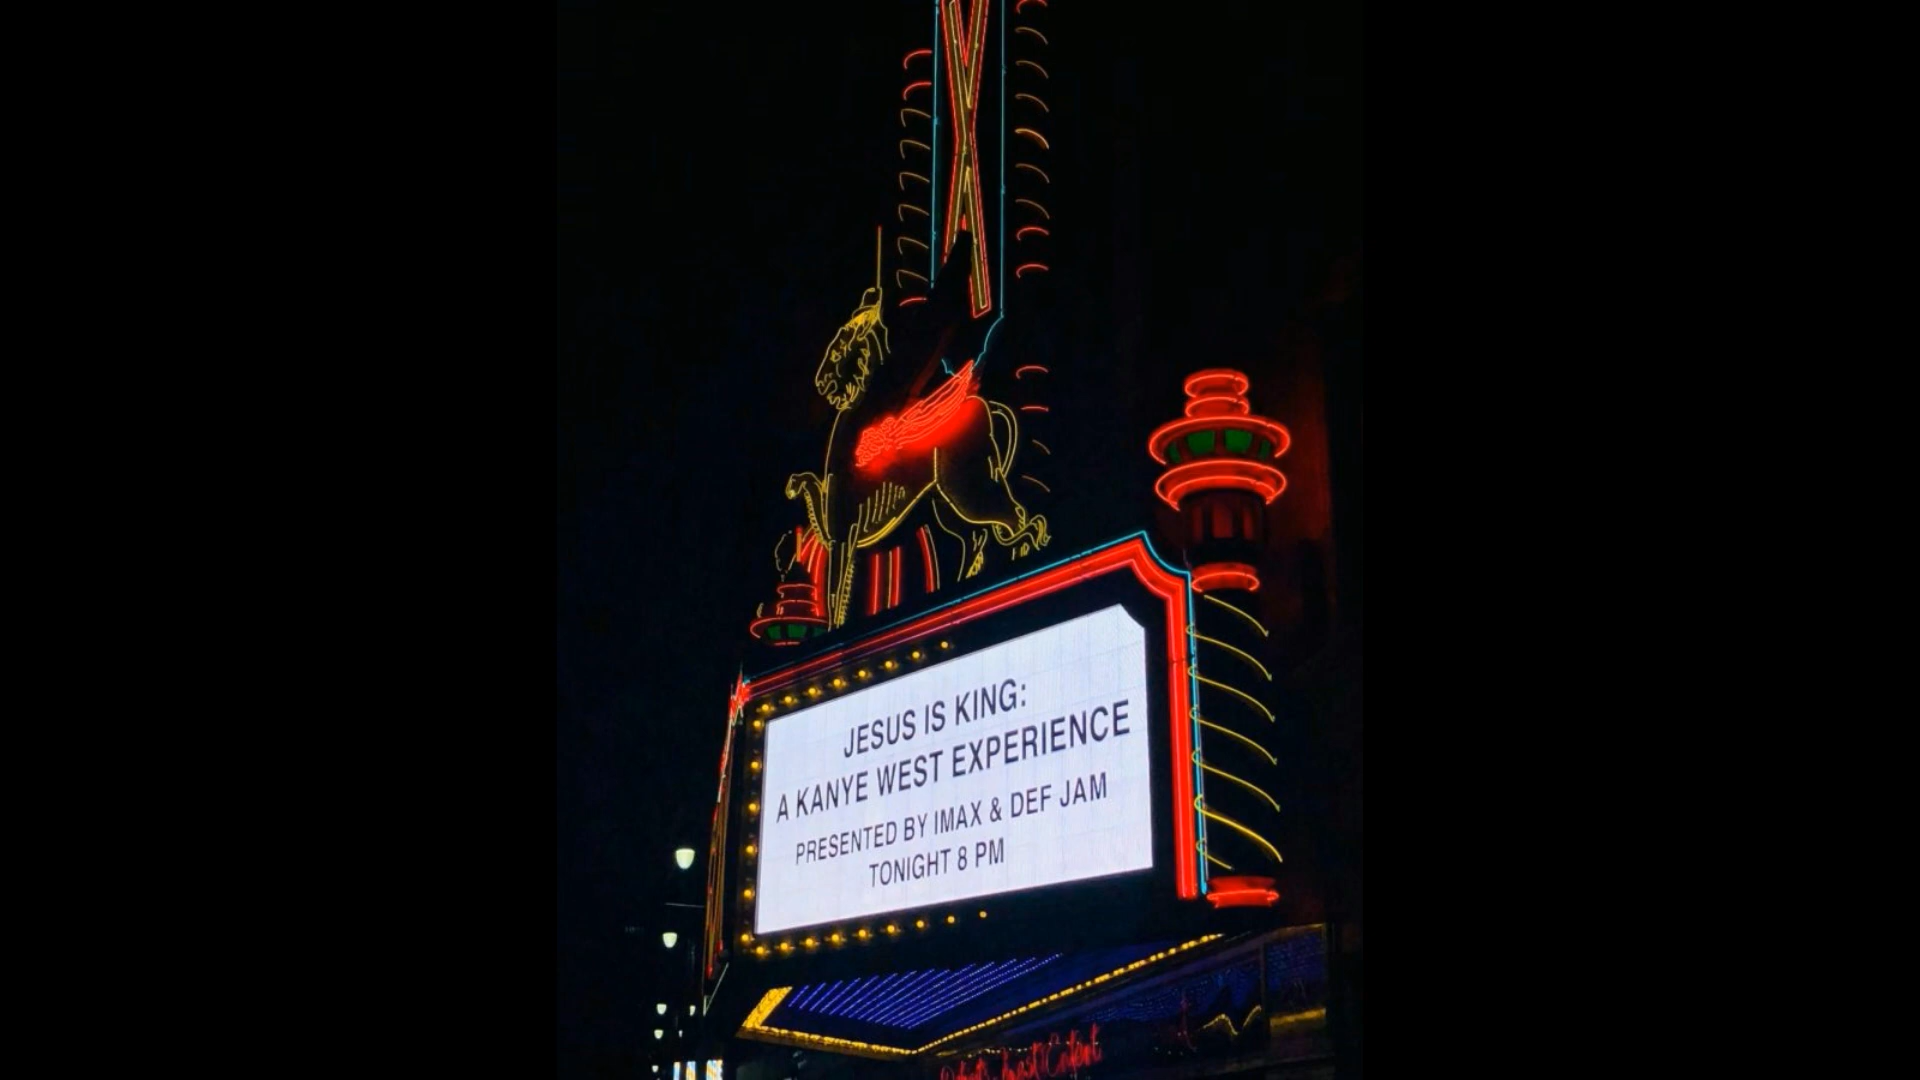 X
JESUS IS KING:
A KANYE WEST EXPERIENCE
PRESENTED BY IMAX & DEF JAM
TONIGHT 8 PM